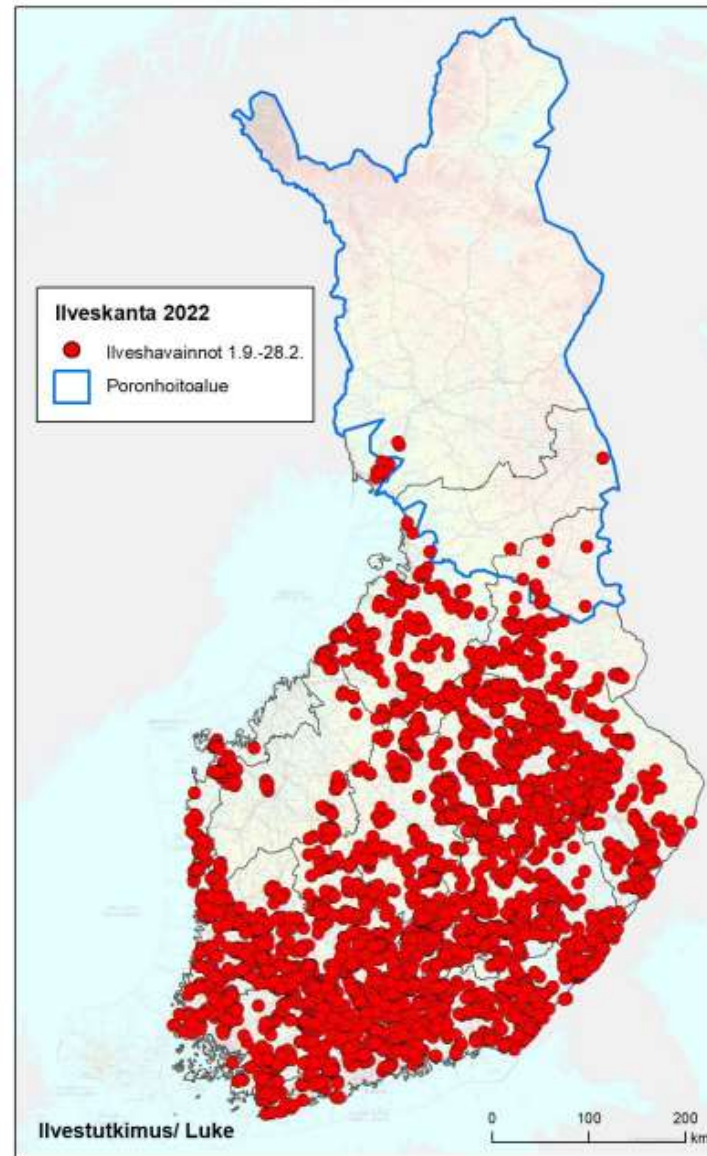 Ilveskanta 2022
Ilveshavainnot 1.9.-28.2.
Poronhoitoalue
Ilvestutkimus/ Luke
0 100 200
km